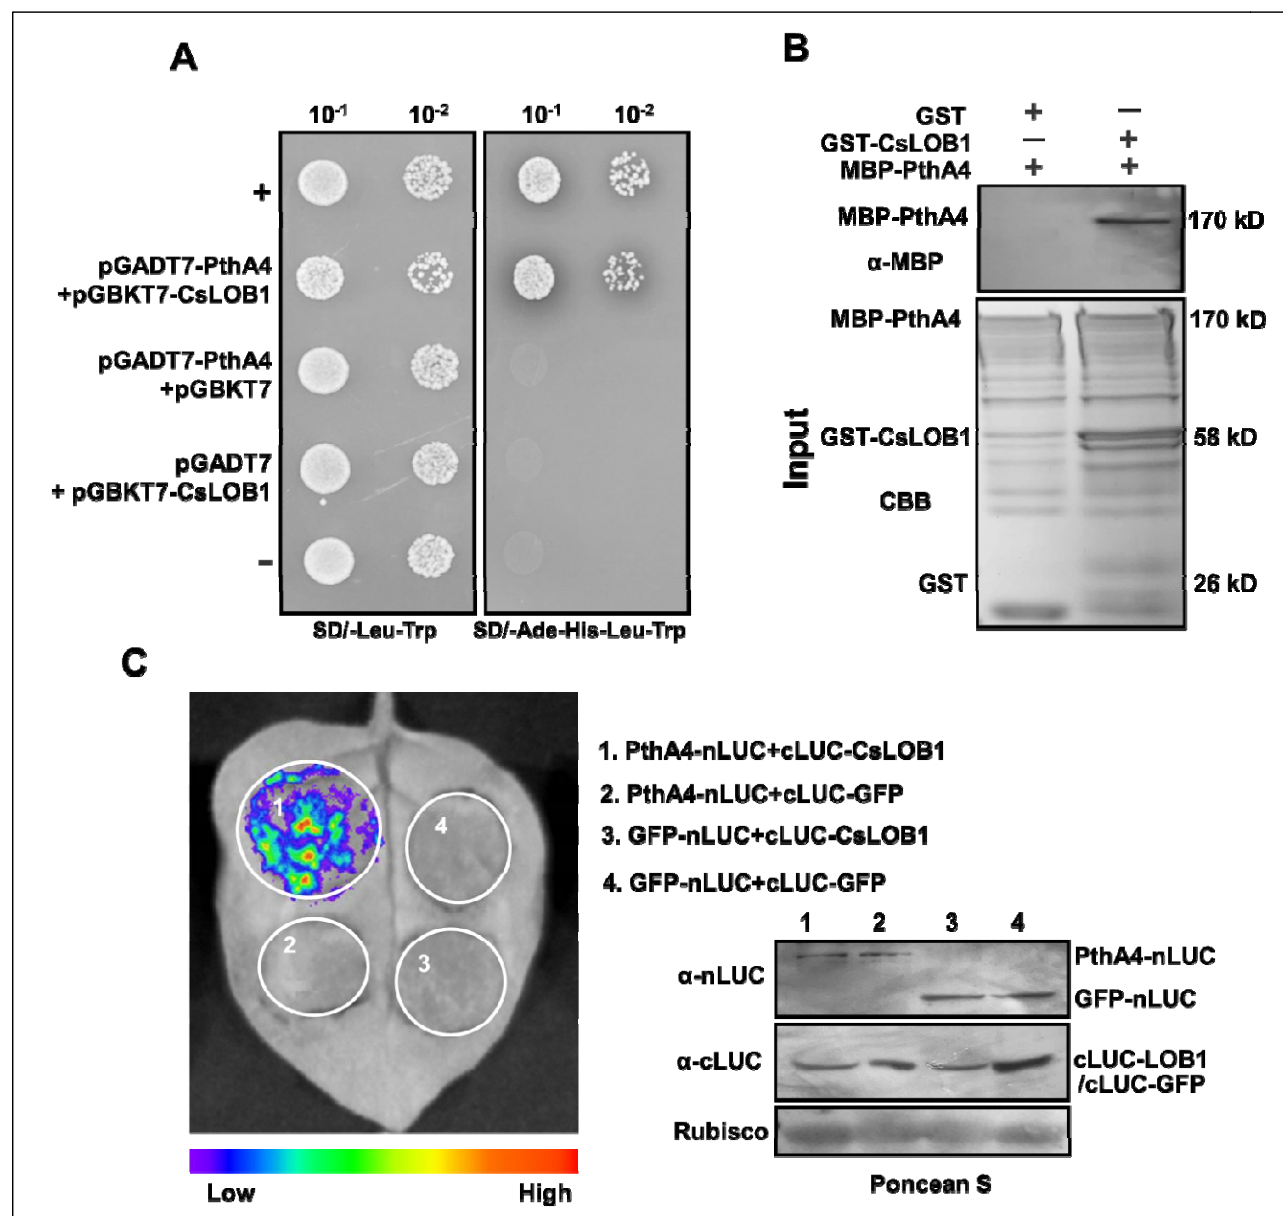 A
10-1 10-2 10-1 10-2
+
pGADT7-PthA4
+pGBKT7-CsLOB1
pGADT7-PthA4
+pGBKT7
pGADT7
+ pGBKT7-CsLOB1
-
SD/-Leu-Trp SD/-Ade-His-Leu-Trp
B
GST + —
GST-CsLOB1 — +
MBP-PthA4 + +
MBP-PthA4 170 kD
α-MBP
MBP-PthA4 170 kD
GST-CsLOB1 58 kD
Input
CBB
GST 26 kD
C
1
4
2
3
Low High
1. PthA4-nLUC+cLUC-CsLOB1
2. PthA4-nLUC+cLUC-GFP
3. GFP-nLUC+cLUC-CsLOB1
4. GFP-nLUC+cLUC-GFP
1 2 3 4
α-nLUC PthA4-nLUC
GFP-nLUC
α-cLUC cLUC-LOB1
/cLUC-GFP
Rubisco
Poncean S